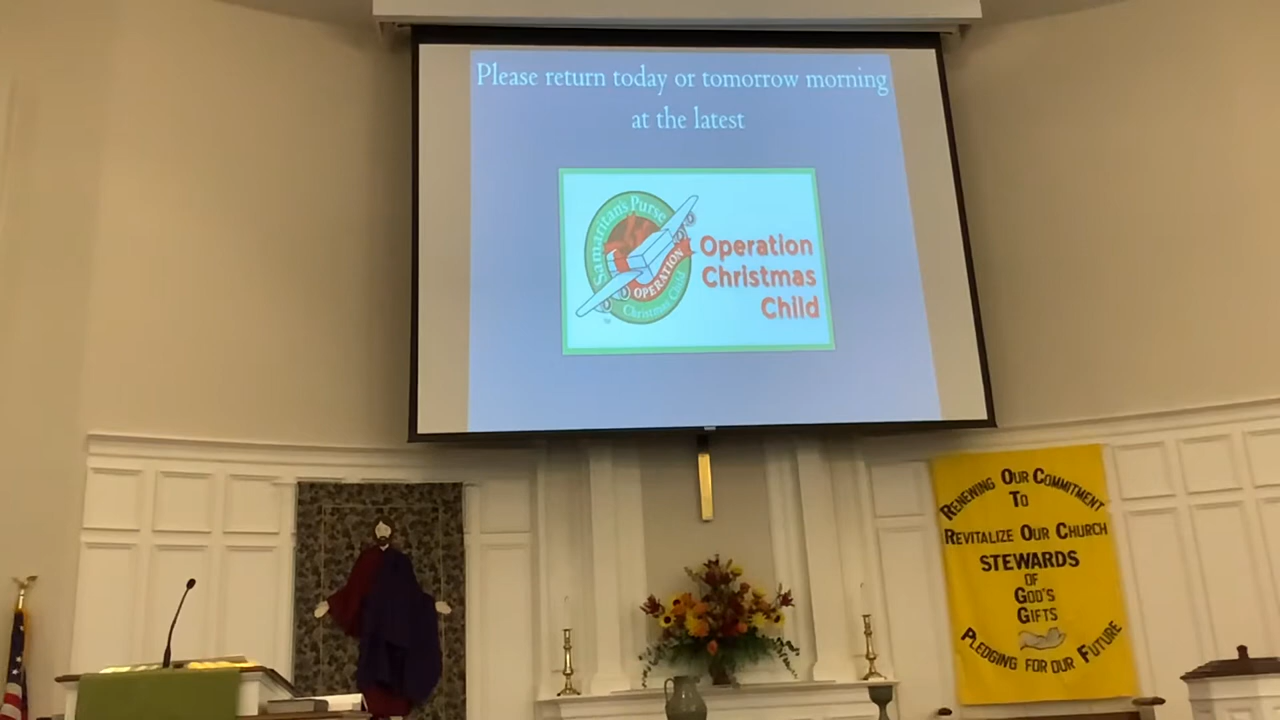 Please return today or tomorrow morning
at the latest
Samaritan's Purse
OPERATION
Christmas Child
TM
Operation
Christmas
Child
RENEWING OUR COMMITMENT
TO
REVITALIZE OUR CHURCH
STEWARDS
OF
GOD'S
GIFTS
PLEDGING FOR OUR FUTURE